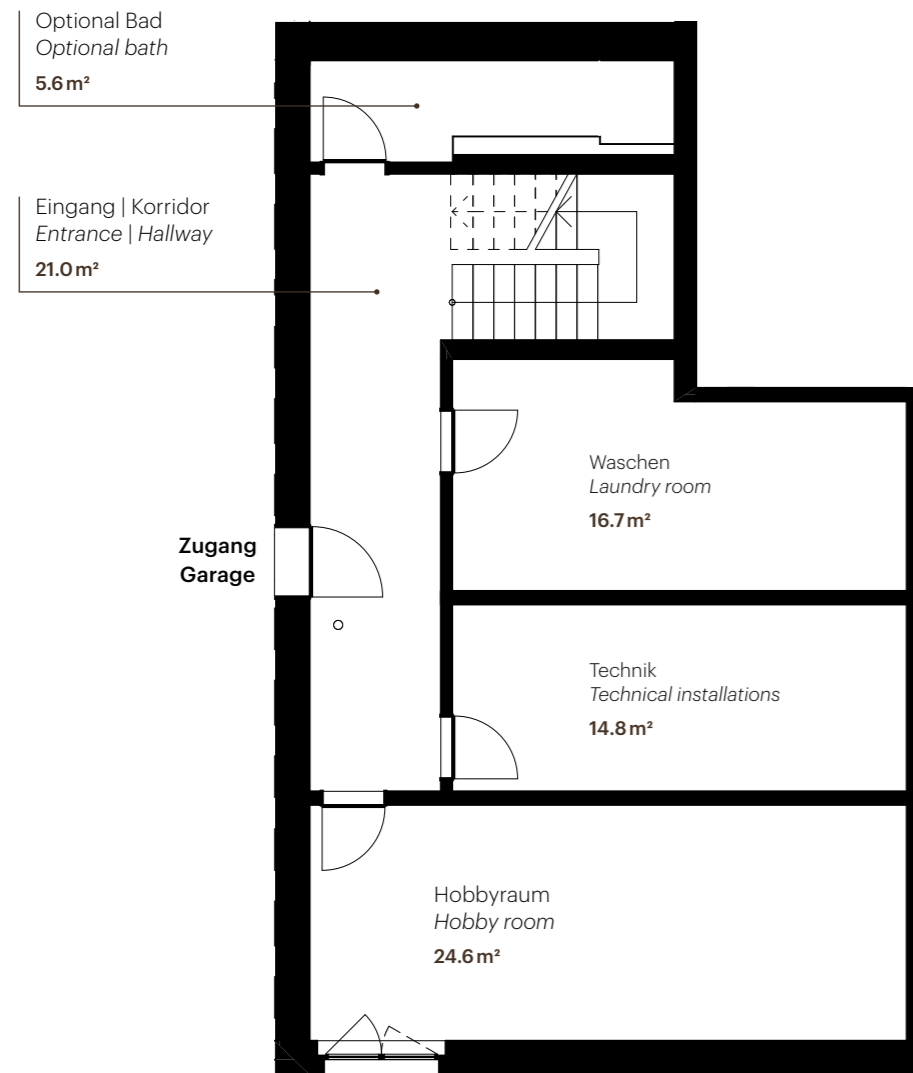 Optional Bad
Optional bath
5.6 m²
Eingang | Korridor
Entrance | Hallway
21.0 m²
Waschen
Laundry room
16.7 m²
Zugang
Garage
Technik
Technical installations
14.8 m²
Hobbyraum
Hobby room
24.6 m²